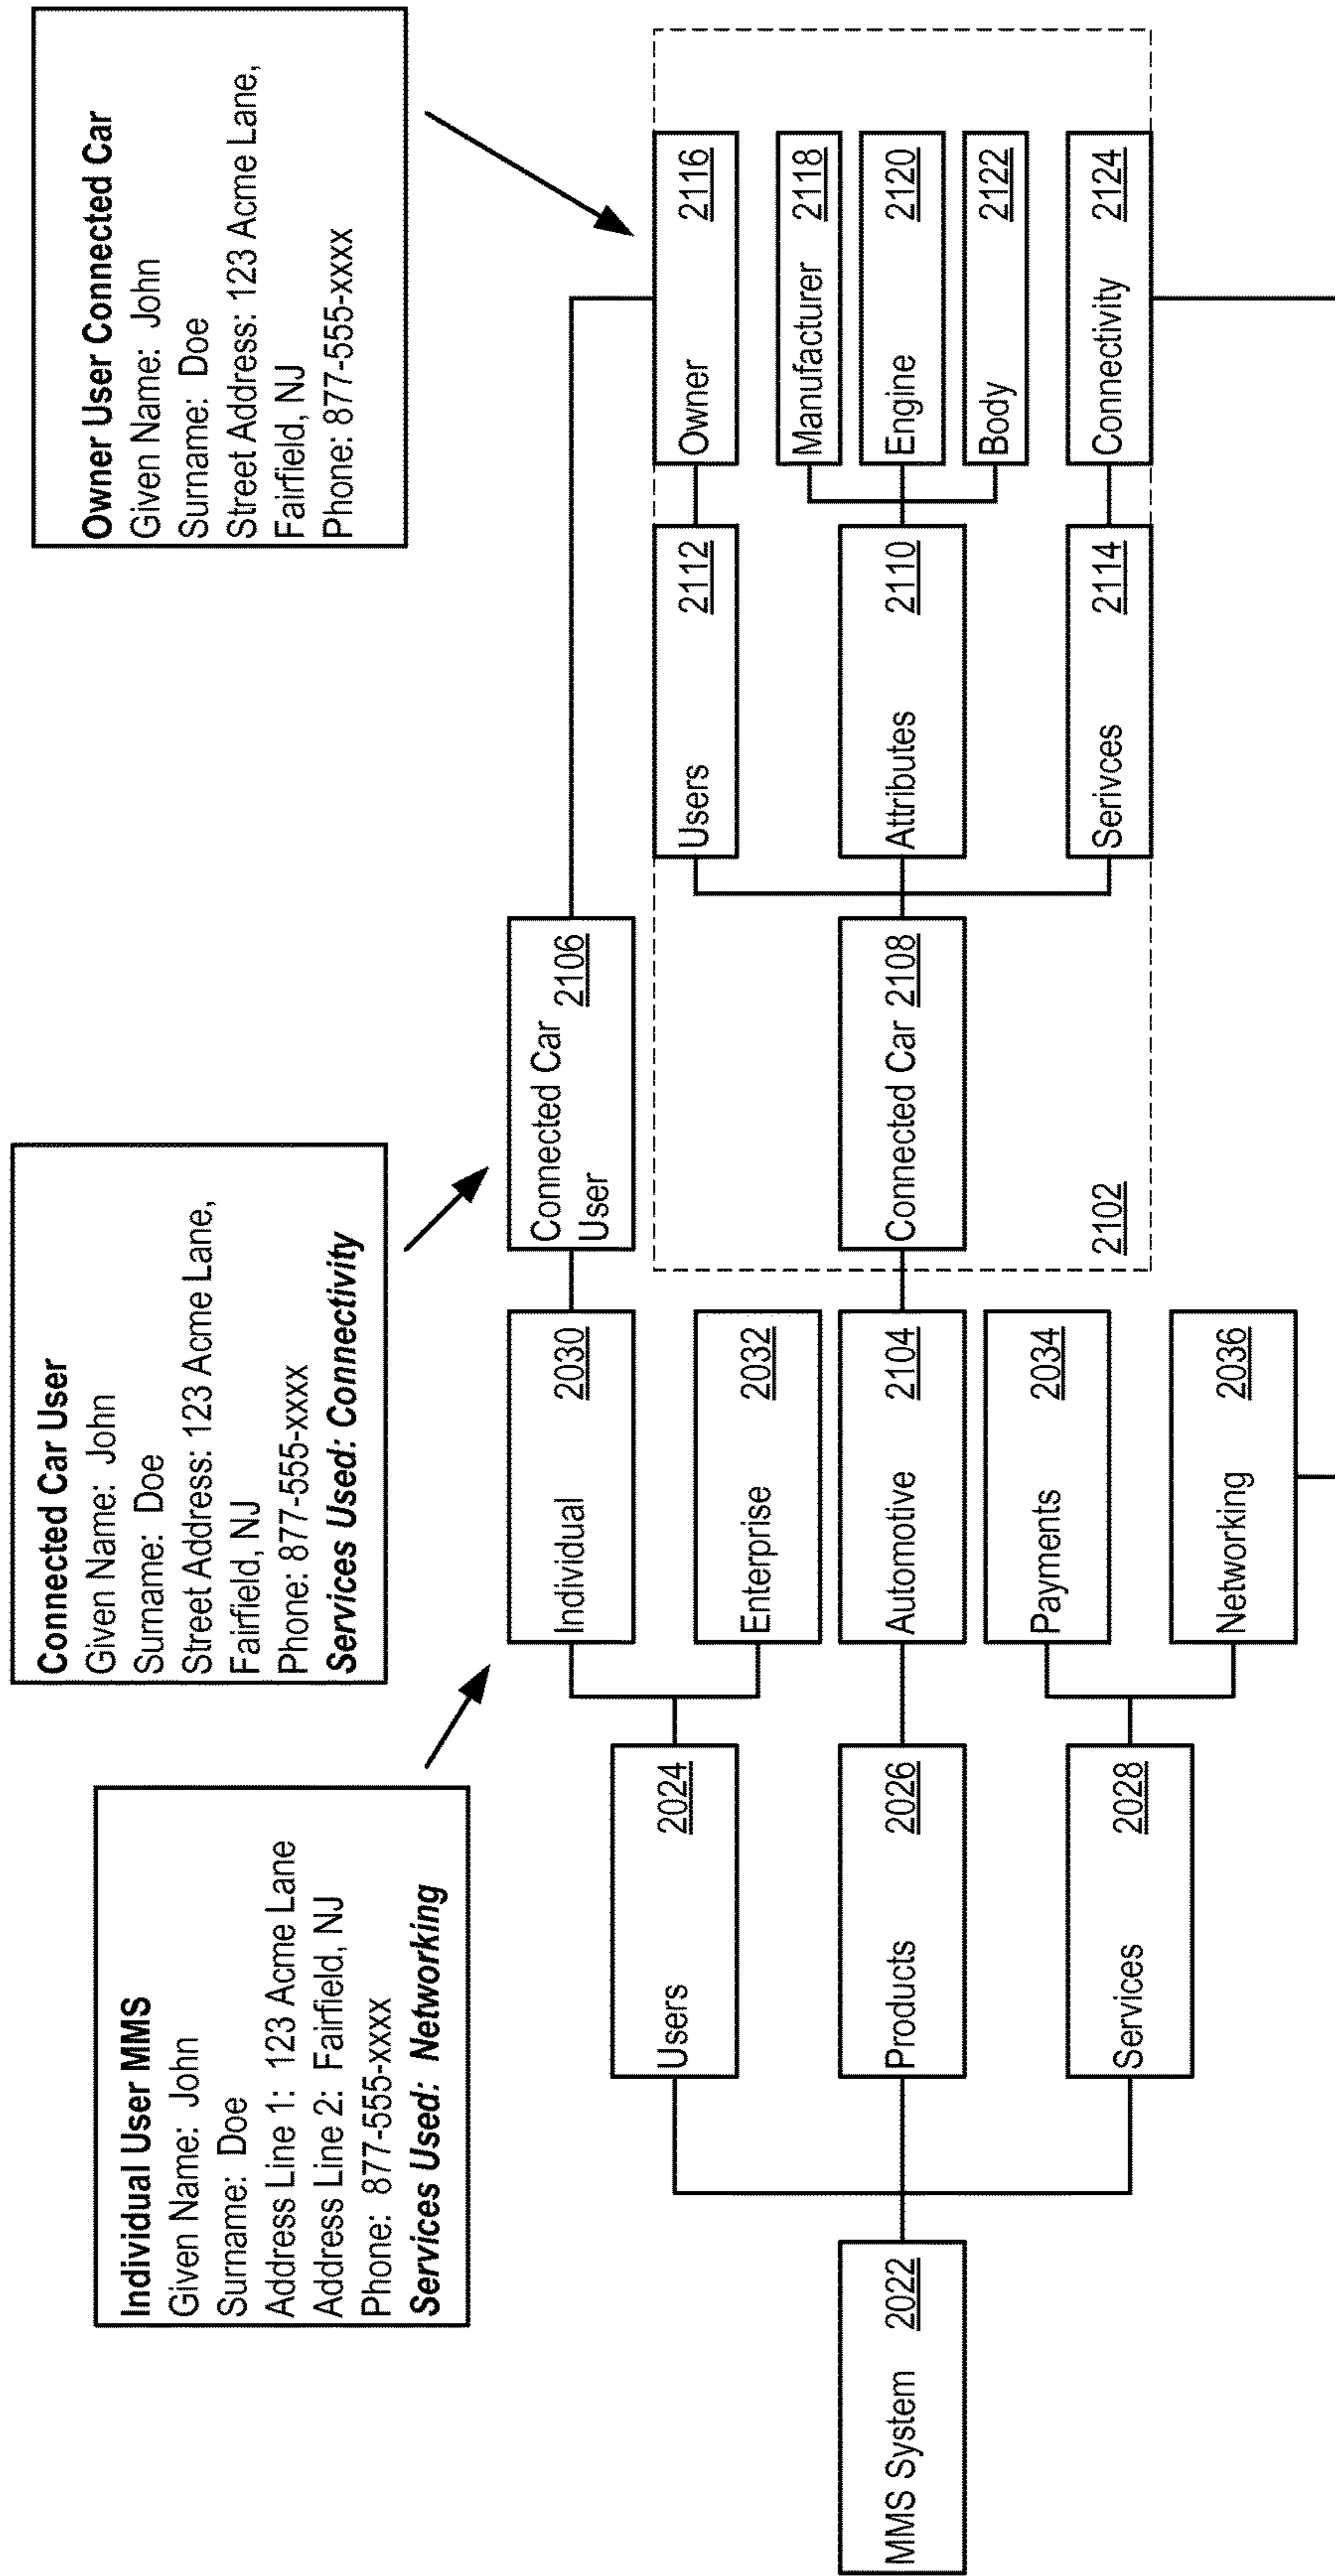 Individual User MMS
Given Name: John
Surname: Doe
Address Line 1: 123 Acme Lane
Address Line 2: Fairfield, NJ
Phone: 877-555-xxxx
Services Used: Networking
Connected Car User
Given Name: John
Surname: Doe
Street Address: 123 Acme Lane,
Fairfield, NJ
Phone: 877-555-xxxx
Services Used: Connectivity
Owner User Connected Car
Given Name: John
Surname: Doe
Street Address: 123 Acme Lane,
Fairfield, NJ
Phone: 877-555-xxxx
MMS System 2022
Users 2024
Products 2026
Services 2028
Individual 2030
Enterprise 2032
Automotive 2104
Payments 2034
Networking 2036
Connected Car
User 2106
Connected Car 2108
2102
Users 2112
Attributes 2110
Serivces 2114
Owner 2116
Manufacturer 2118
Engine 2120
Body 2122
Connectivity 2124